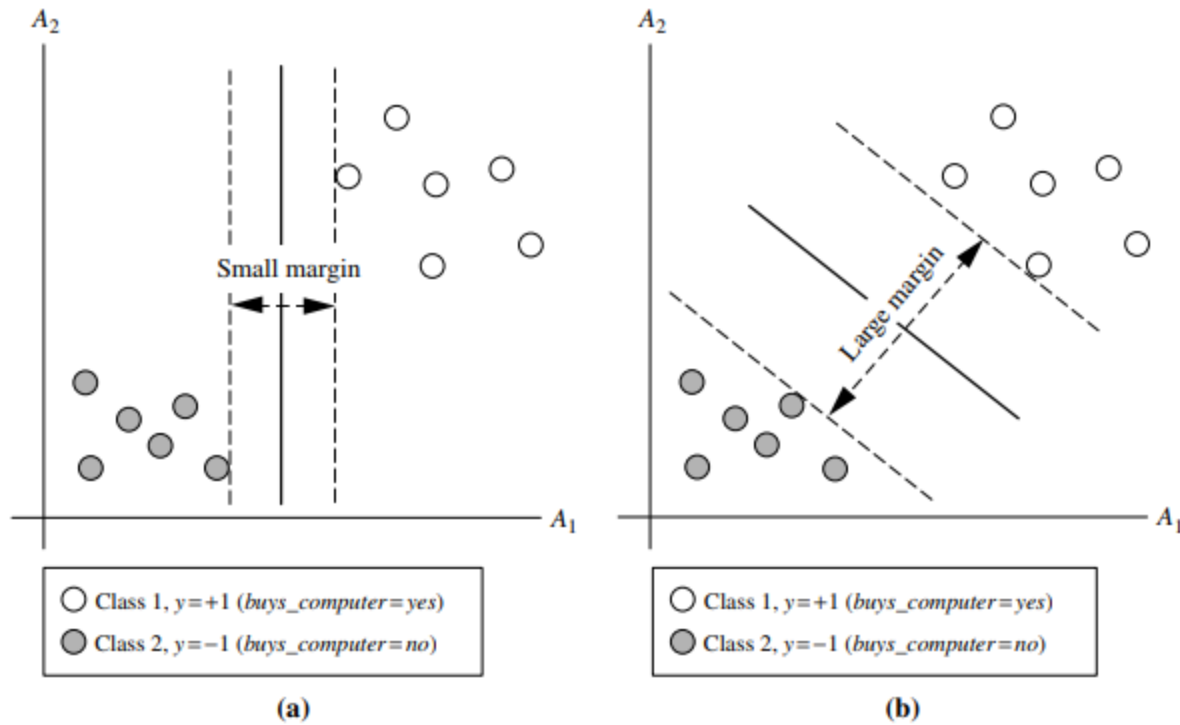 A2
A2
Small margin
Large margin
A1
A1
Class 1, y=+1 (buys_computer=yes)
Class 2, y=−1 (buys_computer=no)
Class 1, y=+1 (buys_computer=yes)
Class 2, y=−1 (buys_computer=no)
(a)
(b)